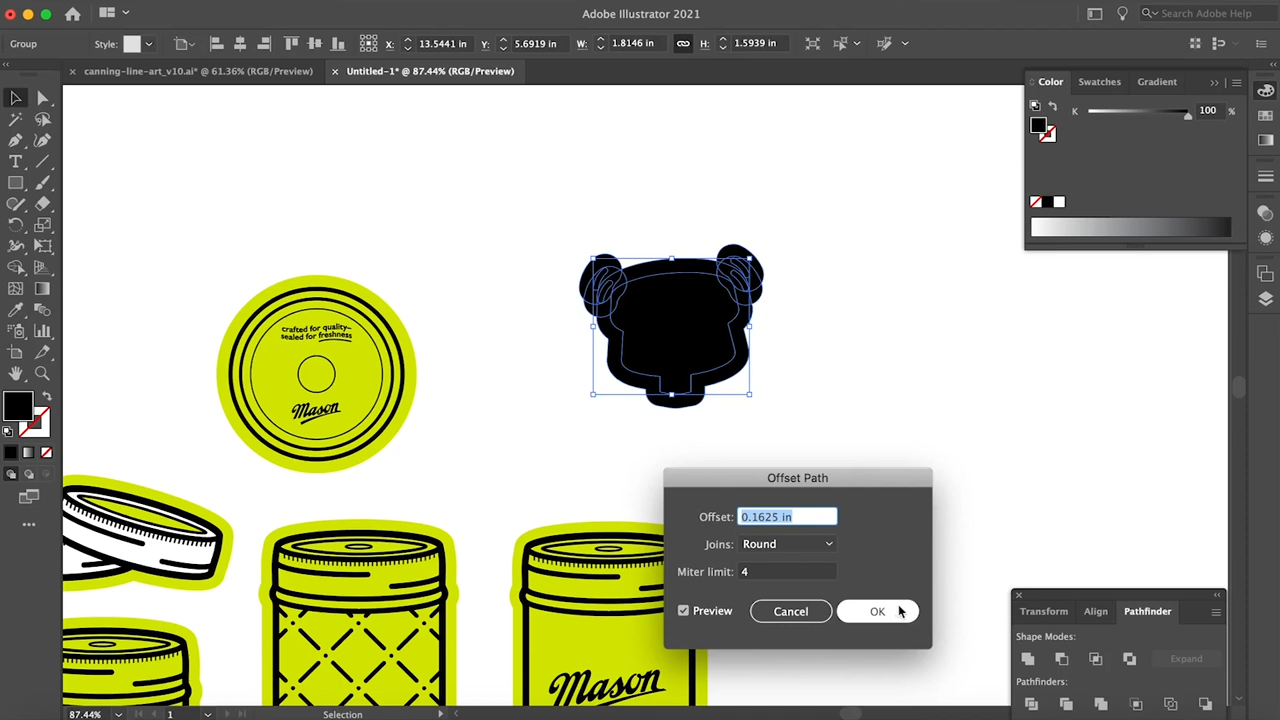 Adobe Illustrator 2021
Search Adobe Help
Group
Style:
X: 13.5441 in
Y: 5.6919 in
W: 1.8146 in
H: 1.5939 in
× canning-line-art_v10.ai* @ 61.36% (RGB/Preview)
× Untitled-1* @ 87.44% (RGB/Preview)
Color
Swatches
Gradient
K
100
%
crafted for quality–
sealed for freshness
Mason
Offset Path
Offset: 0.1625 in
Joins: Round
Miter limit: 4
Preview
Cancel
OK
Mason
Transform
Align
Pathfinder
Shape Modes:
Expand
Pathfinders:
87.44%
1
Selection